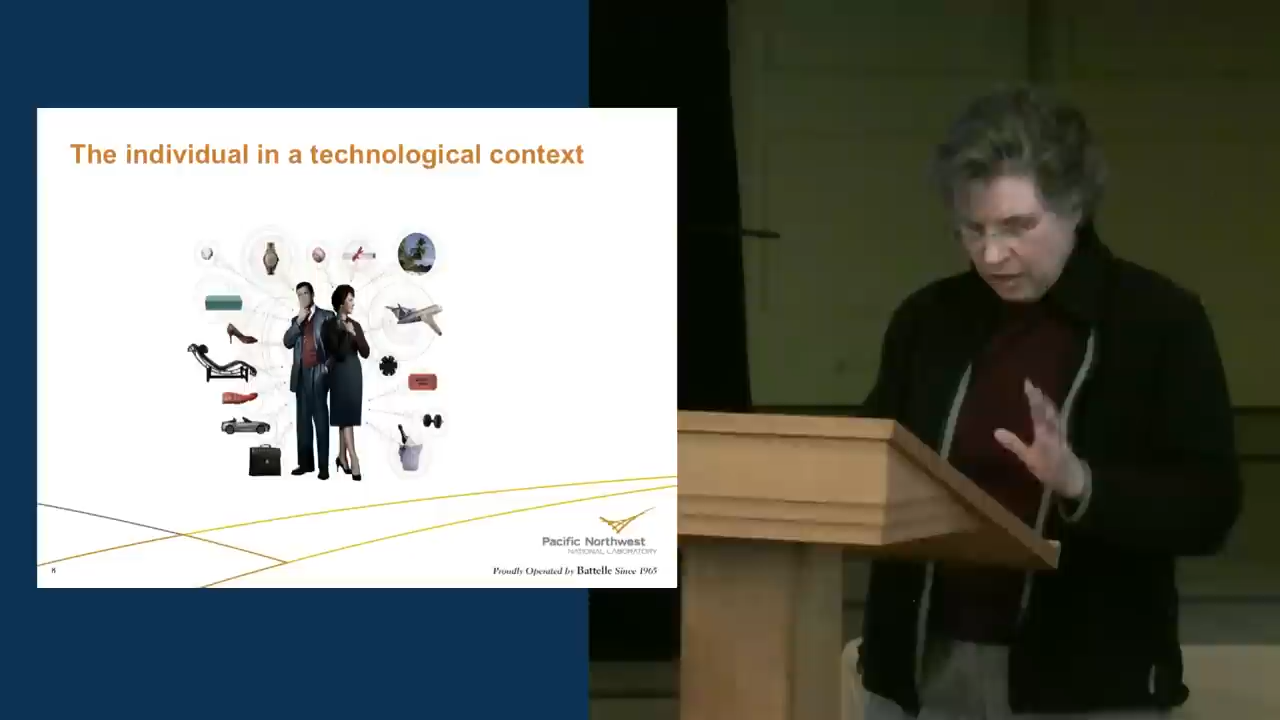 The individual in a technological context
Pacific Northwest
NATIONAL LABORATORY
Proudly Operated by Battelle Since 1965